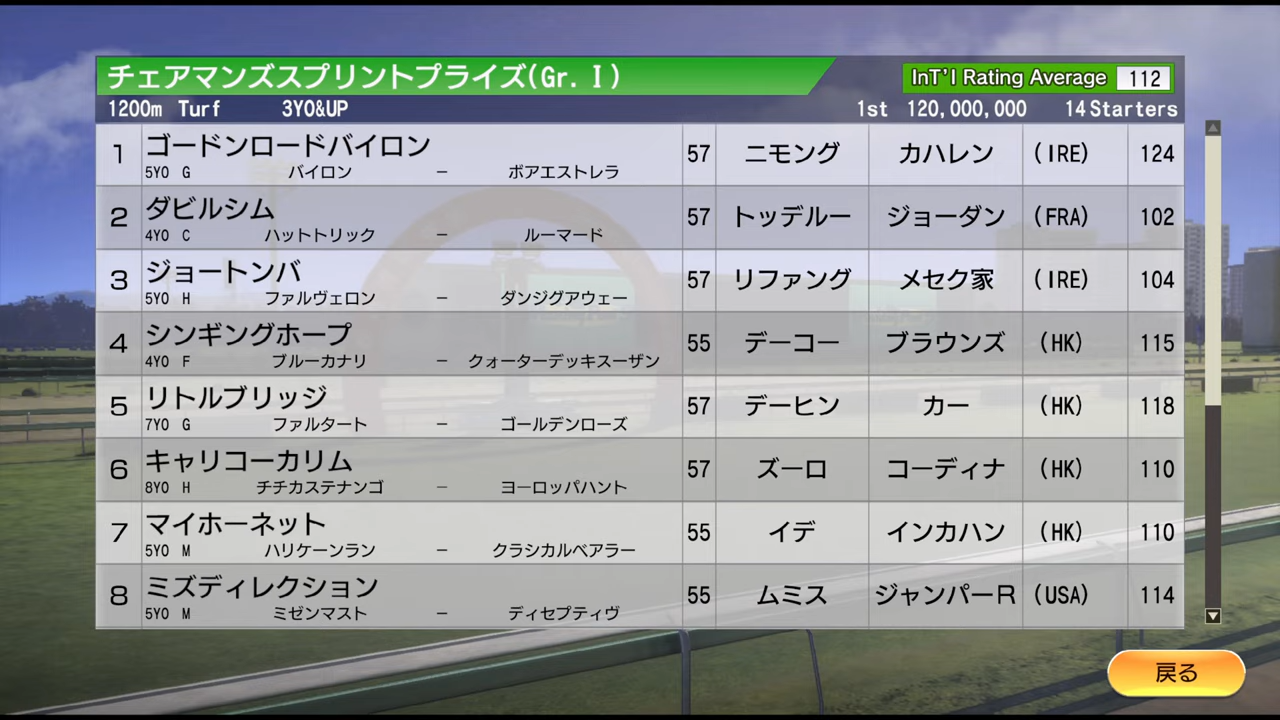 チェアマンズスプリントプライズ(Gr. I) InT'l Rating Average 112
1200m Turf 3YO&UP 1st 120,000,000 14Starters
1 ゴードンロードバイロン 57 ニモング カハレン (IRE) 124
5YO G バイロン － ボアエストレラ
2 ダビルシム 57 トッデルー ジョーダン (FRA) 102
4YO C ハットトリック － ルーマード
3 ジョートンバ 57 リファング メセク家 (IRE) 104
5YO H ファルヴェロン － ダンジグアウェー
4 シンギングホープ 55 デーコー ブラウンズ (HK) 115
4YO F ブルーカナリ － クォーターデッキスーザン
5 リトルブリッジ 57 デーヒン カー (HK) 118
7YO G ファルタート － ゴールデンローズ
6 キャリコーカリム 57 ズーロ コーディナ (HK) 110
8YO H チチカステナンゴ － ヨーロッパハント
7 マイホーネット 55 イデ インカハン (HK) 110
5YO M ハリケーンラン － クラシカルベアラー
8 ミズディレクション 55 ムミス ジャンパーR (USA) 114
5YO M ミゼンマスト － ディセプティヴ
戻る